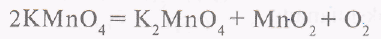 2KMnO₄ = K₂MnO₄ + MnO₂ + O₂